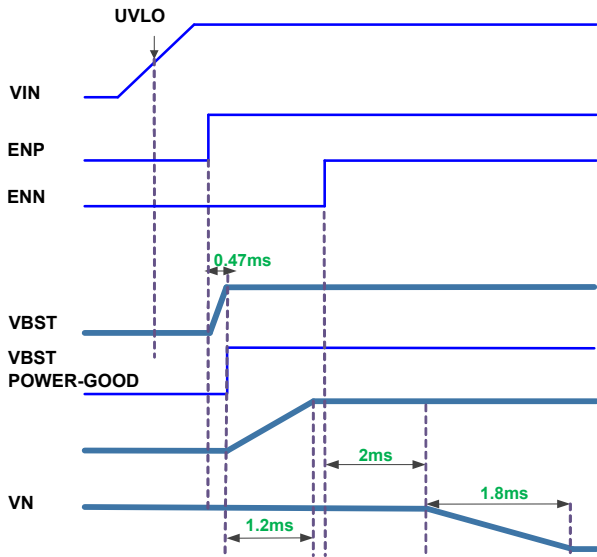 UVLO
VIN
ENP
ENN
0.47ms
VBST
VBST
POWER-GOOD
2ms
1.8ms
VN
1.2ms